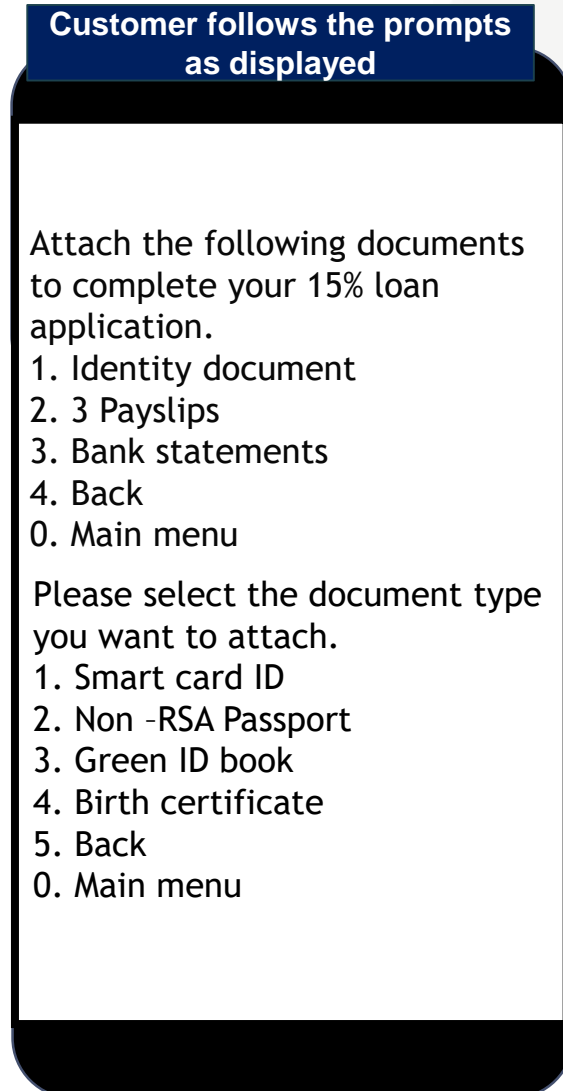 Customer follows the prompts
as displayed
Attach the following documents
to complete your 15% loan
application.
1. Identity document
2. 3 Payslips
3. Bank statements
4. Back
0. Main menu
Please select the document type
you want to attach.
1. Smart card ID
2. Non –RSA Passport
3. Green ID book
4. Birth certificate
5. Back
0. Main menu